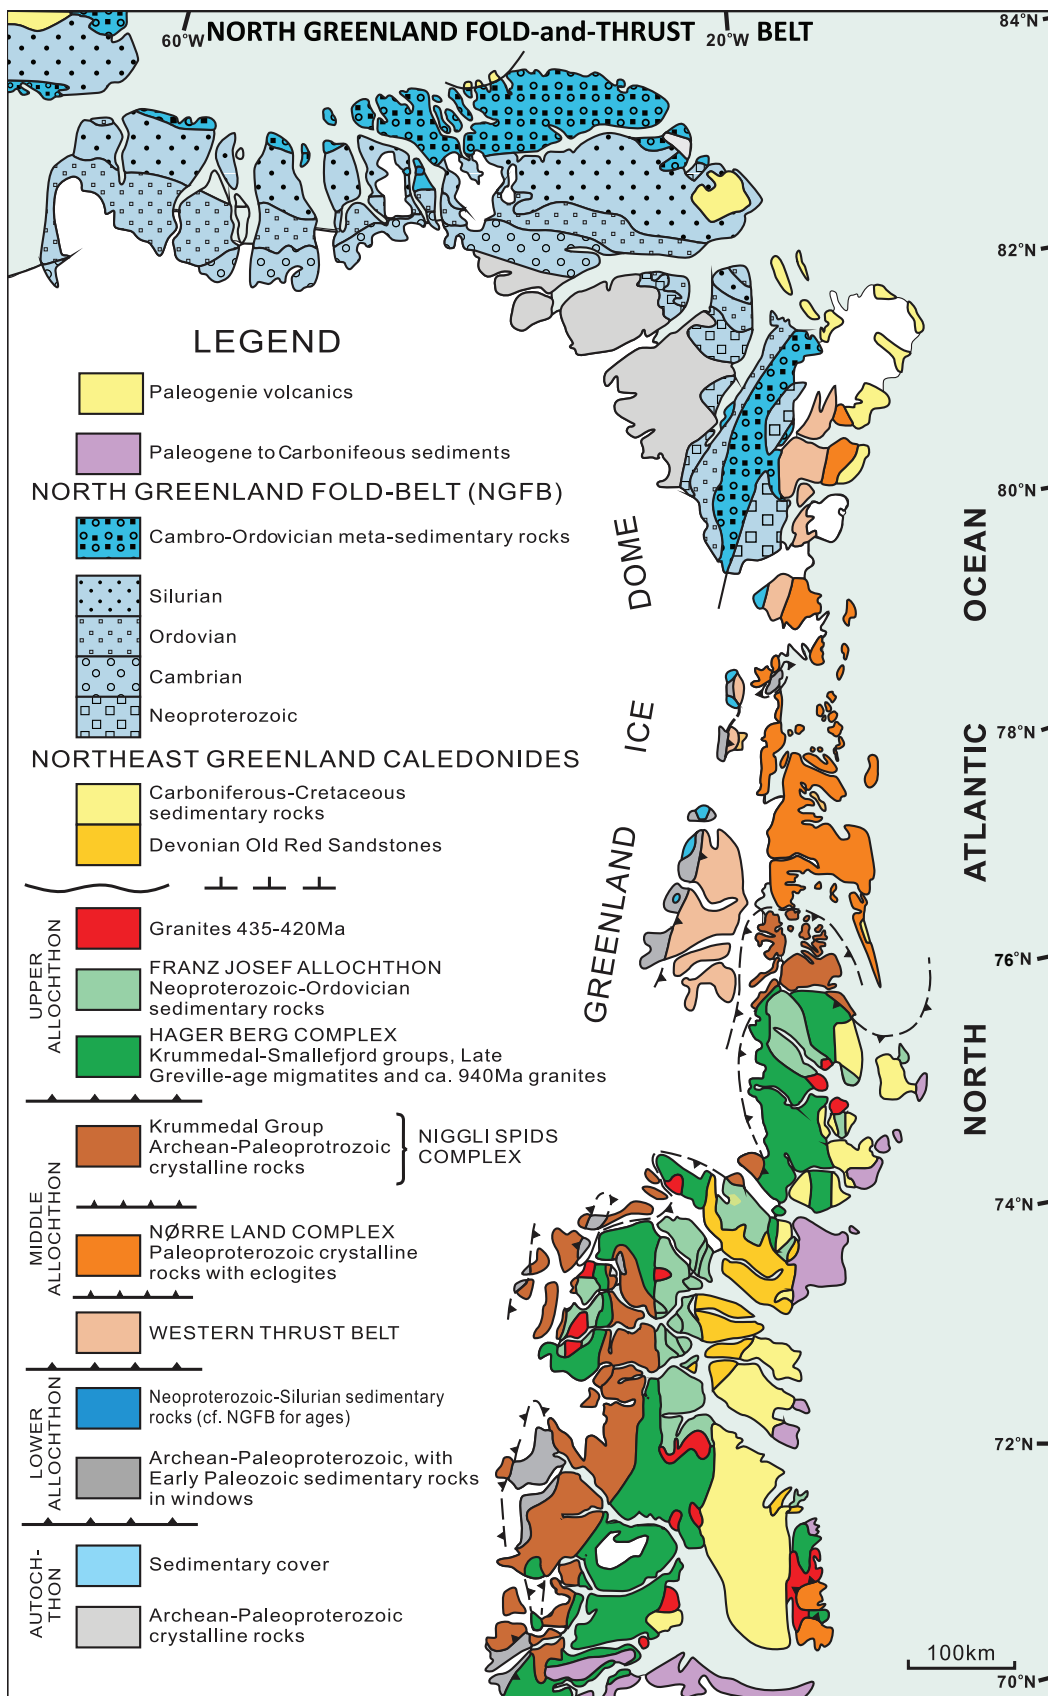 84°N
NORTH GREENLAND FOLD-and-THRUST BELT
60°W
20°W
82°N
LEGEND
Paleogenie volcanics
Paleogene to Carbonifeous sediments
NORTH GREENLAND FOLD-BELT (NGFB)
80°N
Cambro-Ordovician meta-sedimentary rocks
Silurian
Ordovian
Cambrian
Neoproterozoic
NORTHEAST GREENLAND CALEDONIDES
Carboniferous-Cretaceous
sedimentary rocks
Devonian Old Red Sandstones
UPPER
ALLOCHTHON
Granites 435-420Ma
FRANZ JOSEF ALLOCHTHON
Neoproterozoic-Ordovician
sedimentary rocks
HAGER BERG COMPLEX
Krummedal-Smallefjord groups, Late
Greville-age migmatites and ca. 940Ma granites
MIDDLE
ALLOCHTHON
Krummedal Group
Archean-Paleoprotrozoic
crystalline rocks
NIGGLI SPIDS
COMPLEX
NØRRE LAND COMPLEX
Paleoproterozoic crystalline
rocks with eclogites
WESTERN THRUST BELT
LOWER
ALLOCHTHON
Neoproterozoic-Silurian sedimentary
rocks (cf. NGFB for ages)
Archean-Paleoproterozoic, with
Early Paleozoic sedimentary rocks
in windows
AUTOCH-
THON
Sedimentary cover
Archean-Paleoproterozoic
crystalline rocks
GREENLAND ICE DOME
NORTH ATLANTIC OCEAN
78°N
76°N
74°N
72°N
100km
70°N